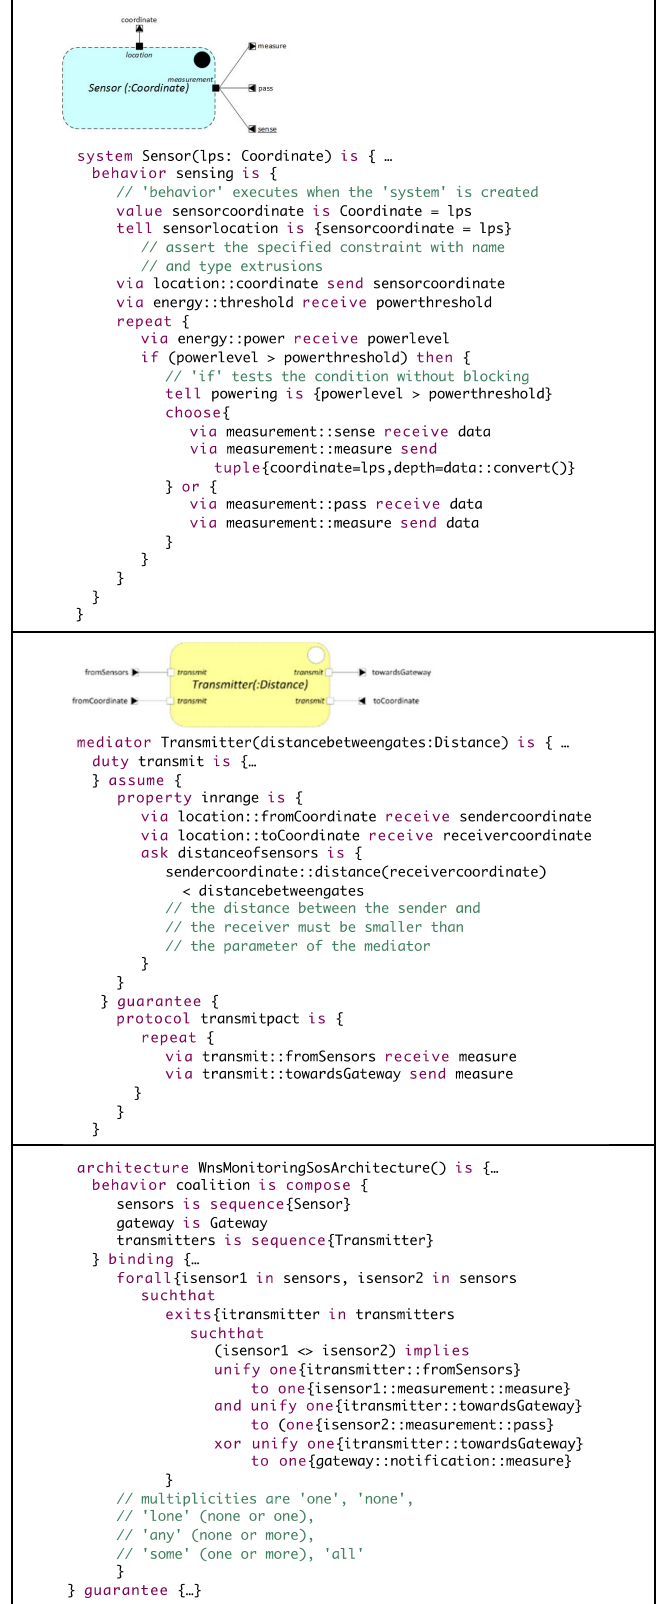 coordinate
location
measure
measurement
Sensor (:Coordinate)
pass
sense
system Sensor(lps: Coordinate) is { …
behavior sensing is {
// 'behavior' executes when the 'system' is created
value sensorcoordinate is Coordinate = lps
tell sensorlocation is {sensorcoordinate = lps}
// assert the specified constraint with name
// and type extrusions
via location::coordinate send sensorcoordinate
via energy::threshold receive powerthreshold
repeat {
via energy::power receive powerlevel
if (powerlevel > powerthreshold) then {
// 'if' tests the condition without blocking
tell powering is {powerlevel > powerthreshold}
choose{
via measurement::sense receive data
via measurement::measure send
tuple{coordinate=lps,depth=data::convert()}
} or {
via measurement::pass receive data
via measurement::measure send data
}
}
}
}
}
fromSensors transmit transmit towardsGateway
Transmitter(:Distance)
fromCoordinate transmit transmit toCoordinate
mediator Transmitter(distancebetweengates:Distance) is { …
duty transmit is {…
} assume {
property inrange is {
via location::fromCoordinate receive sendercoordinate
via location::toCoordinate receive receivercoordinate
ask distanceofsensors is {
sendercoordinate::distance(receivercoordinate)
< distancebetweengates
// the distance between the sender and
// the receiver must be smaller than
// the parameter of the mediator
}
}
} guarantee {
protocol transmitpact is {
repeat {
via transmit::fromSensors receive measure
via transmit::towardsGateway send measure
}
}
}
architecture WnsMonitoringSosArchitecture() is {…
behavior coalition is compose {
sensors is sequence{Sensor}
gateway is Gateway
transmitters is sequence{Transmitter}
} binding {…
forall{isensor1 in sensors, isensor2 in sensors
suchthat
exits{itransmitter in transmitters
suchthat
(isensor1 <> isensor2) implies
unify one{itransmitter::fromSensors}
to one{isensor1::measurement::measure}
and unify one{itransmitter::towardsGateway}
to (one{isensor2::measurement::pass}
xor unify one{itransmitter::towardsGateway}
to one{gateway::notification::measure}
}
// multiplicities are 'one', 'none',
// 'lone' (none or one),
// 'any' (none or more),
// 'some' (one or more), 'all'
}
} guarantee {…}